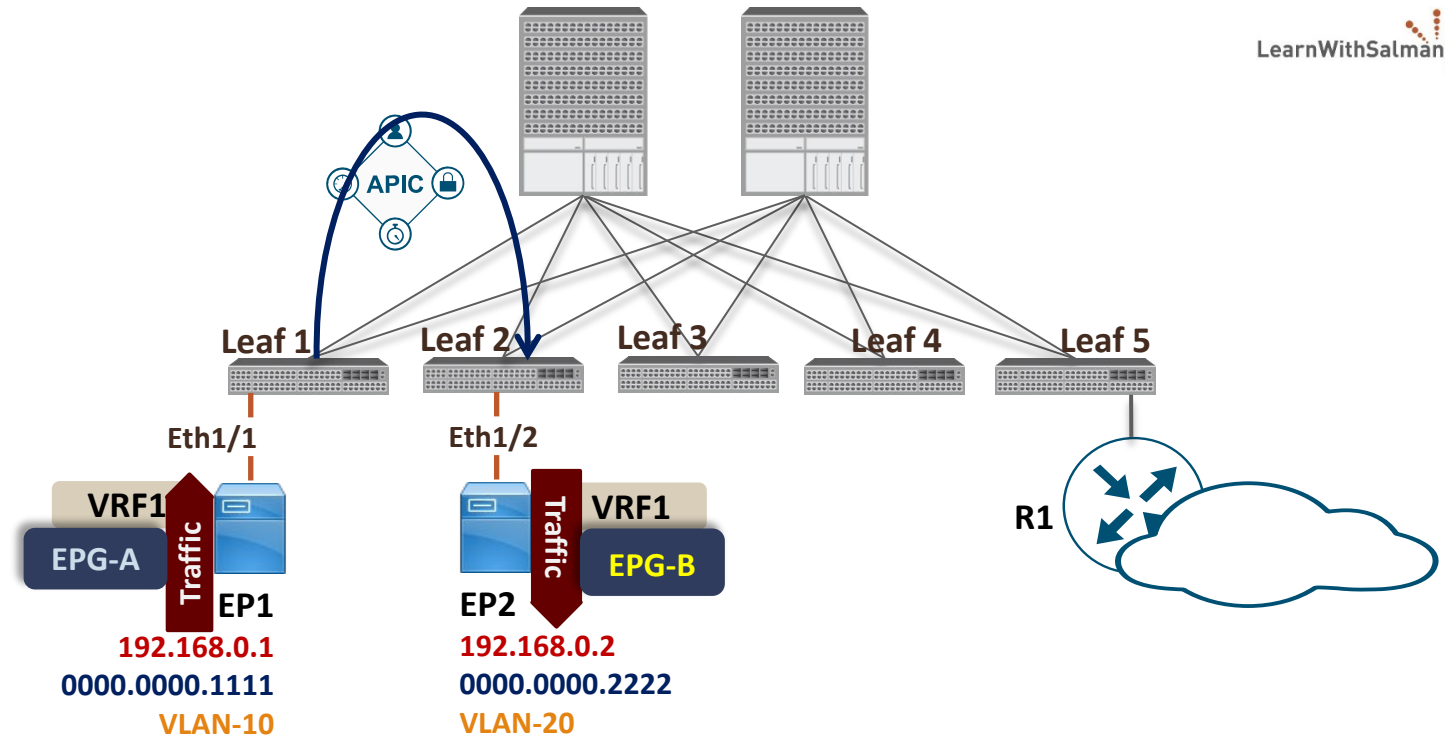 LearnWithSalman
APIC
Leaf 1
Leaf 2
Leaf 3
Leaf 4
Leaf 5
Eth1/1
Eth1/2
VRF1
EPG-A
Traffic
EP1
192.168.0.1
0000.0000.1111
VLAN-10
Traffic
VRF1
EPG-B
EP2
192.168.0.2
0000.0000.2222
VLAN-20
R1